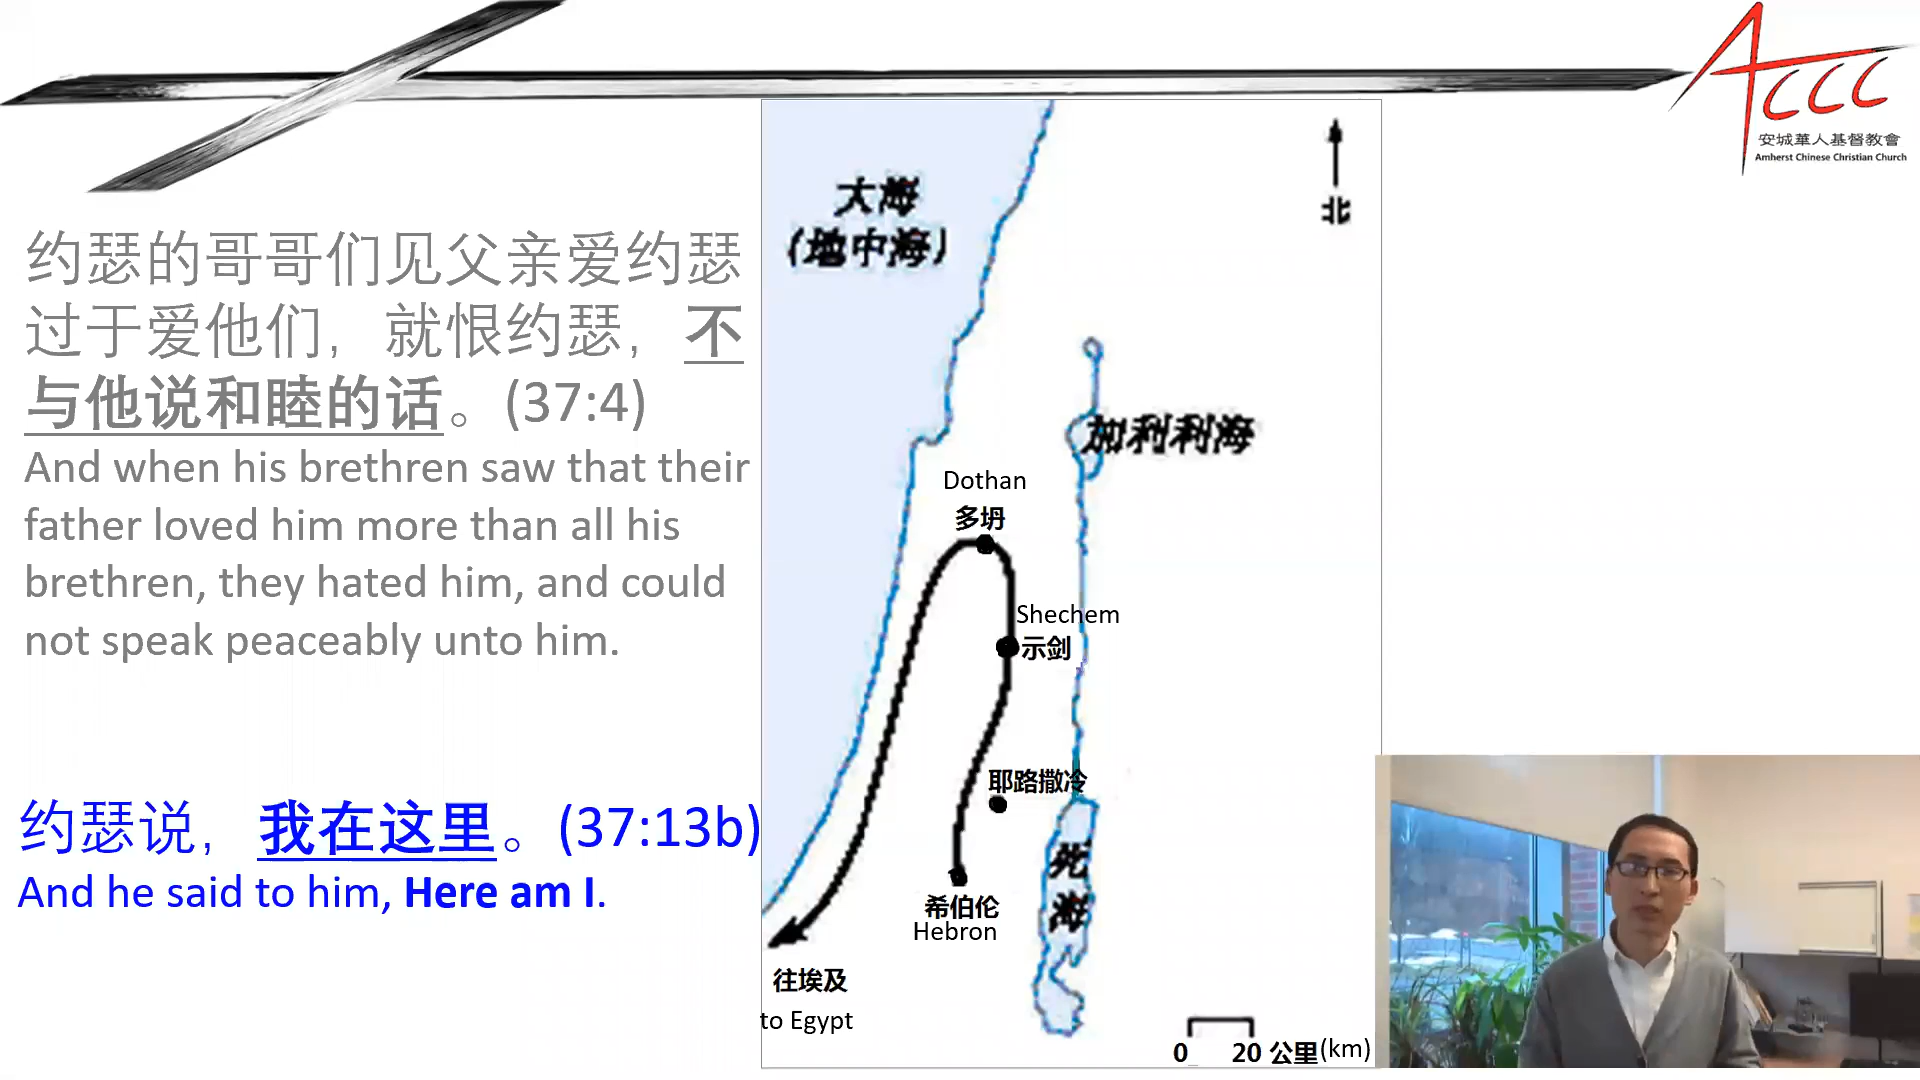 ACCC
安城華人基督教會
Amherst Chinese Christian Church
约瑟的哥哥们见父亲爱约瑟
过于爱他们，就恨约瑟，不
与他说和睦的话。(37:4)
And when his brethren saw that their
father loved him more than all his
brethren, they hated him, and could
not speak peaceably unto him.
约瑟说，我在这里。(37:13b)
And he said to him, Here am I.
大海
(地中海)
北
加利利海
Dothan
多坍
Shechem
示剑
耶路撒冷
死海
希伯伦
Hebron
往埃及
to Egypt
0 20 公里(km)